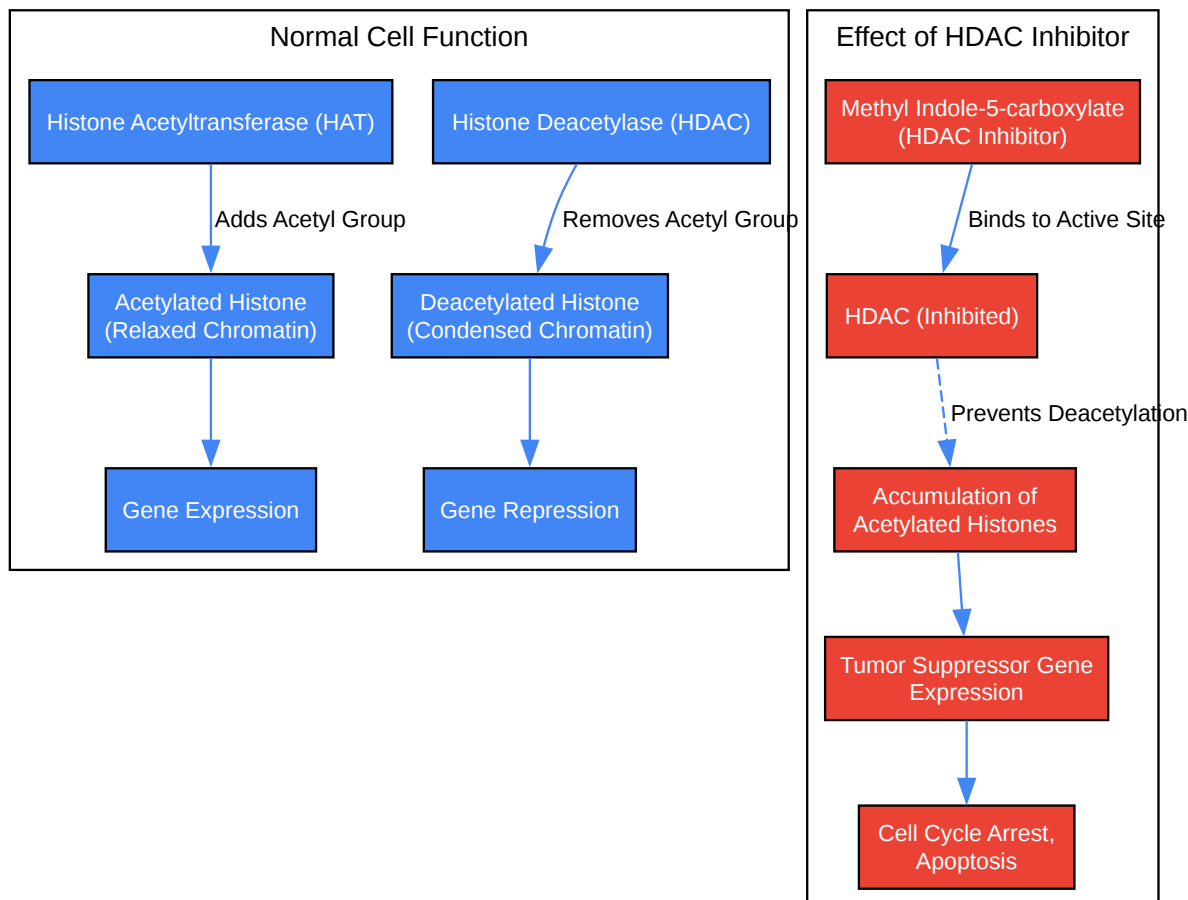 Normal Cell Function
Histone Acetyltransferase (HAT)
Histone Deacetylase (HDAC)
Adds Acetyl Group
Removes Acetyl Group
Acetylated Histone
(Relaxed Chromatin)
Deacetylated Histone
(Condensed Chromatin)
Gene Expression
Gene Repression
Effect of HDAC Inhibitor
Methyl Indole-5-carboxylate
(HDAC Inhibitor)
Binds to Active Site
HDAC (Inhibited)
Prevents Deacetylation
Accumulation of
Acetylated Histones
Tumor Suppressor Gene
Expression
Cell Cycle Arrest,
Apoptosis